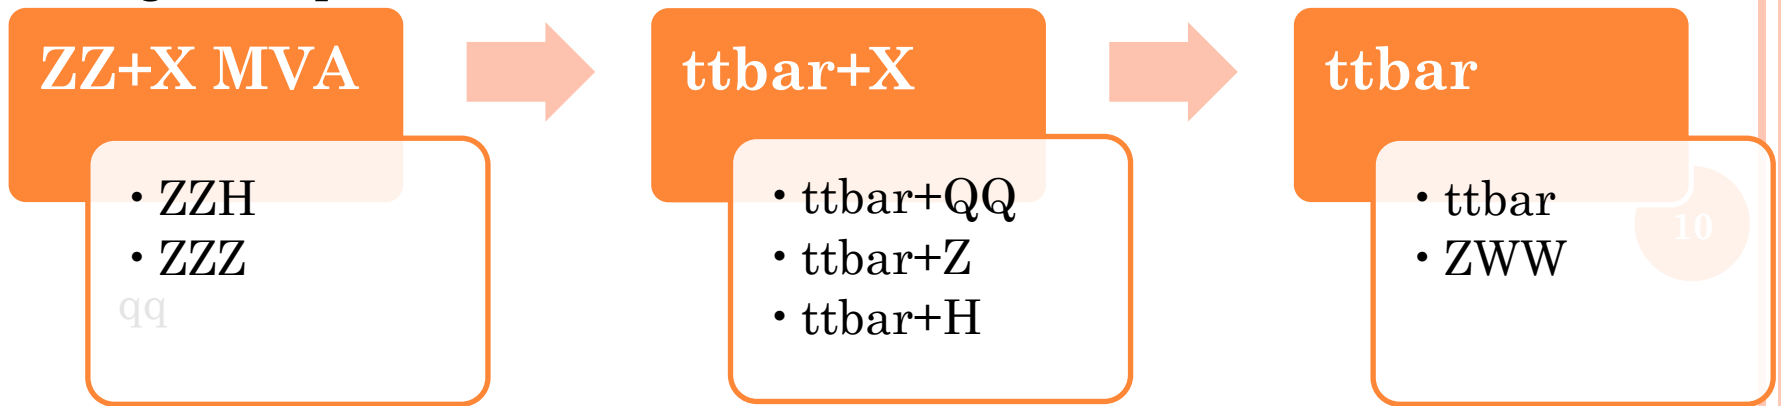 ZZ+X MVA
• ZZH
• ZZZ
qq
ttbar+X
• ttbar+QQ
• ttbar+Z
• ttbar+H
ttbar
• ttbar
• ZWW
10